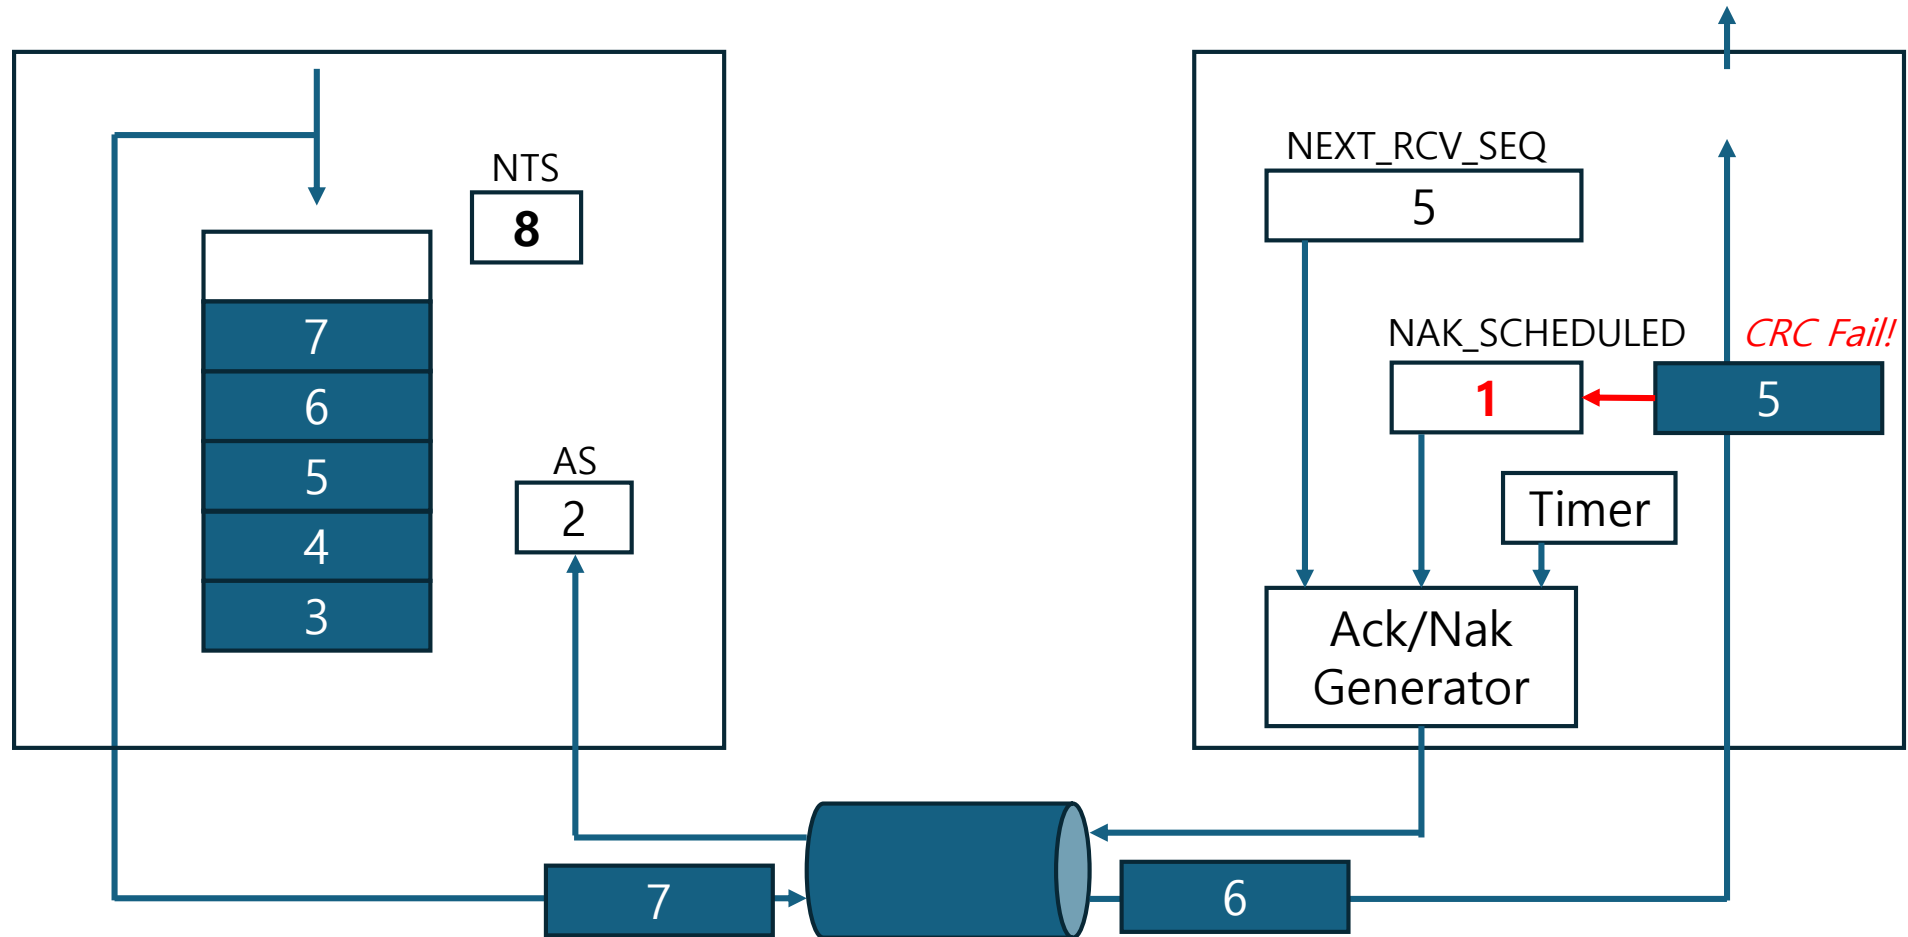 NTS
8
7
6
5
4
3
AS
2
NEXT_RCV_SEQ
5
NAK_SCHEDULED
1
CRC Fail!
5
Timer
Ack/Nak
Generator
7
6